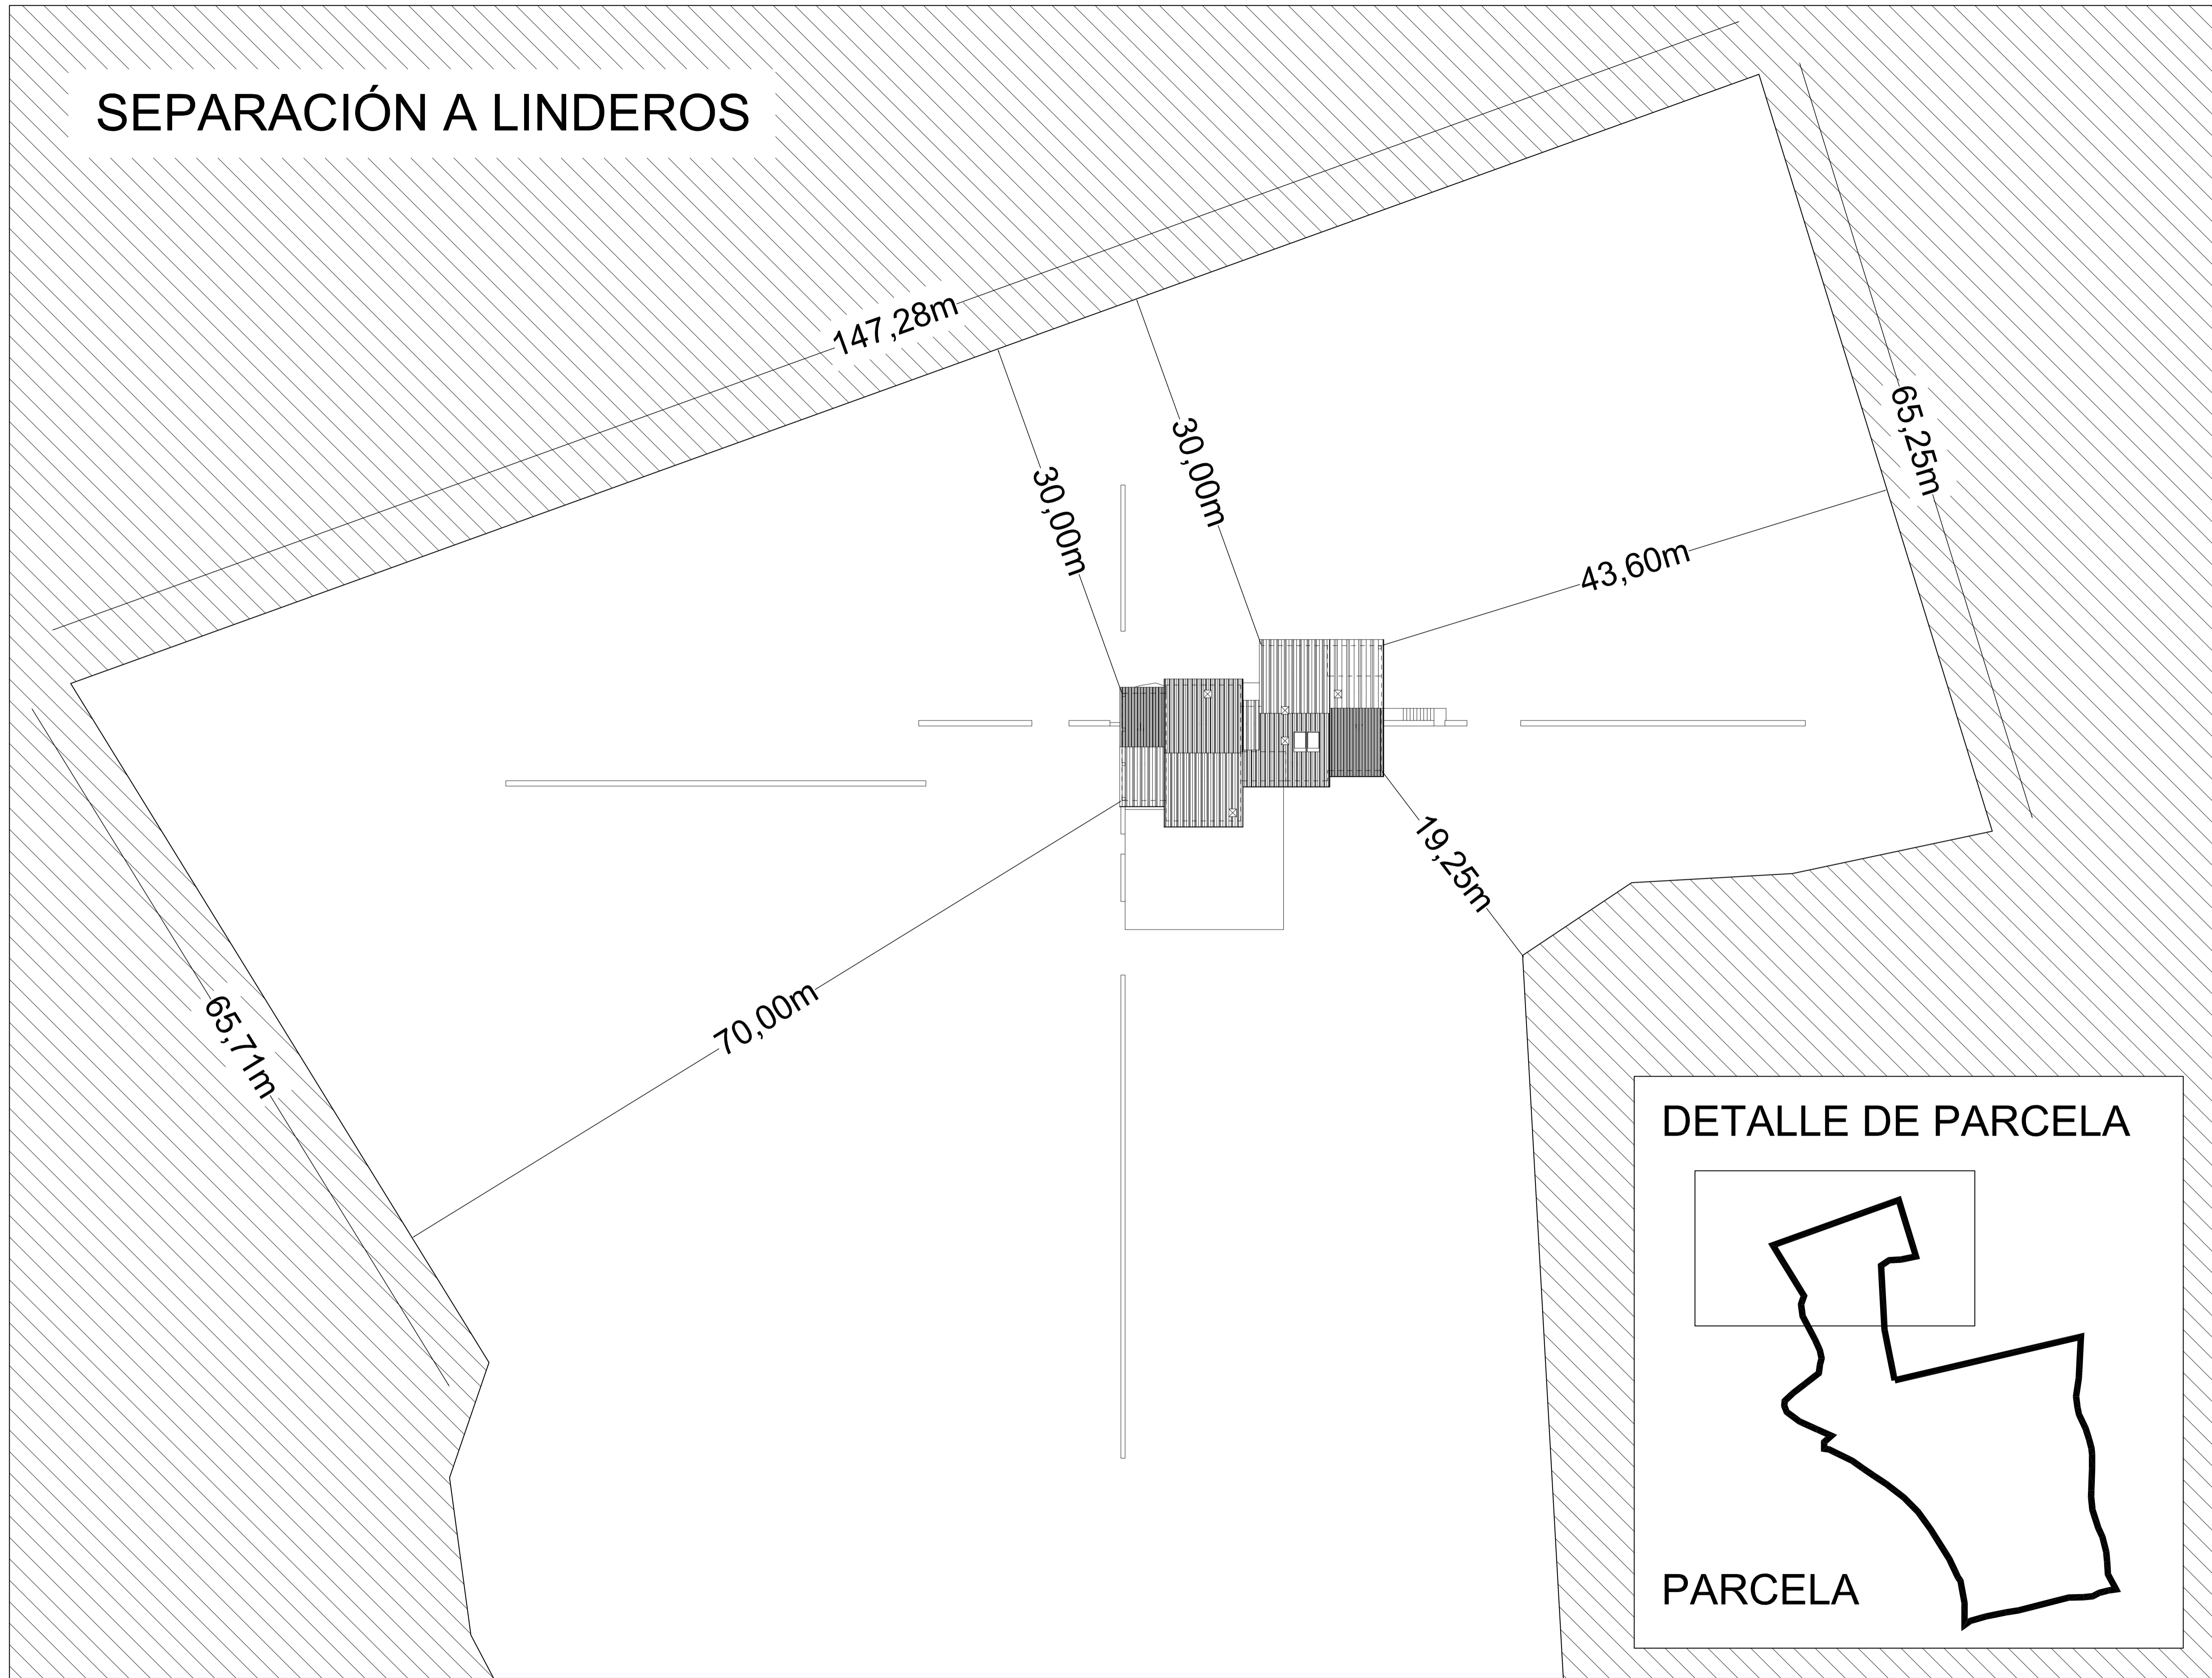 SEPARACIÓN A LINDEROS
147,28m
65,25m
30,00m
30,00m
43,60m
19,25m
70,00m
65,71m
DETALLE DE PARCELA
PARCELA